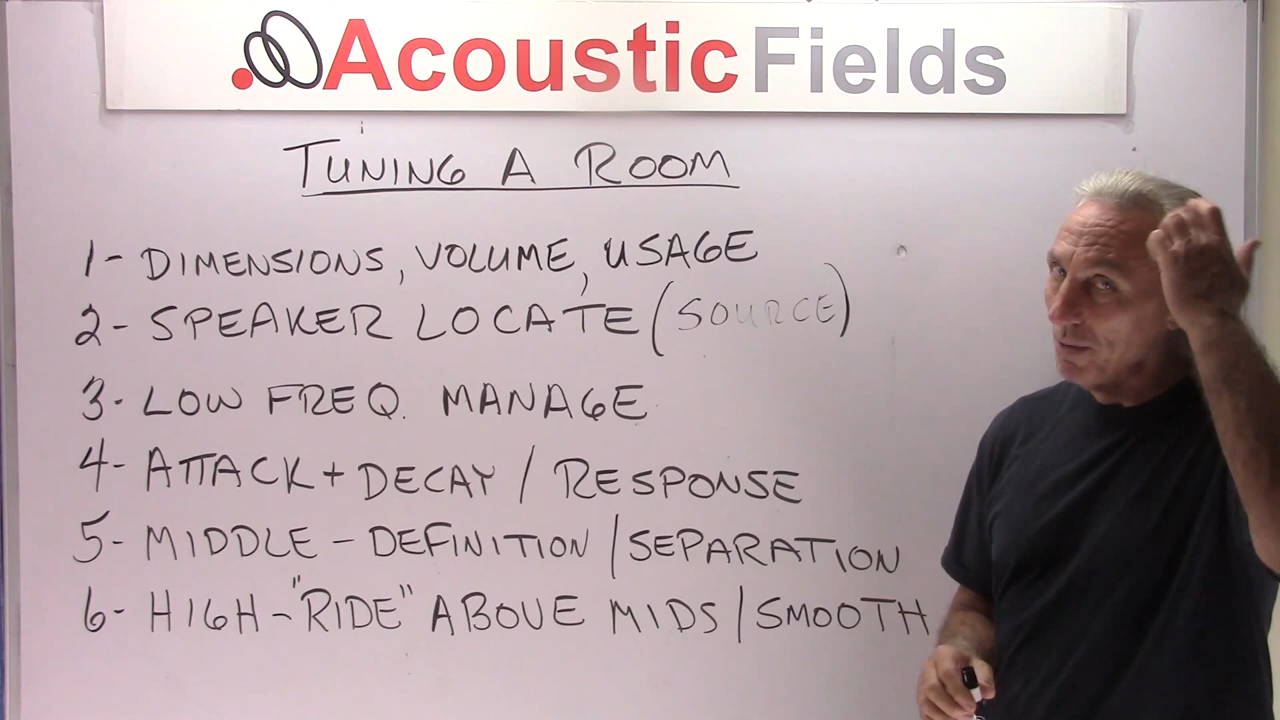 AcousticFields
TUNING A ROOM
1- DIMENSIONS, VOLUME, USAGE
2- SPEAKER LOCATE (SOURCE)
3- LOW FREQ. MANAGE
4- ATTACK + DECAY / RESPONSE
5- MIDDLE - DEFINITION / SEPARATION
6- HIGH - "RIDE" ABOVE MIDS / SMOOTH